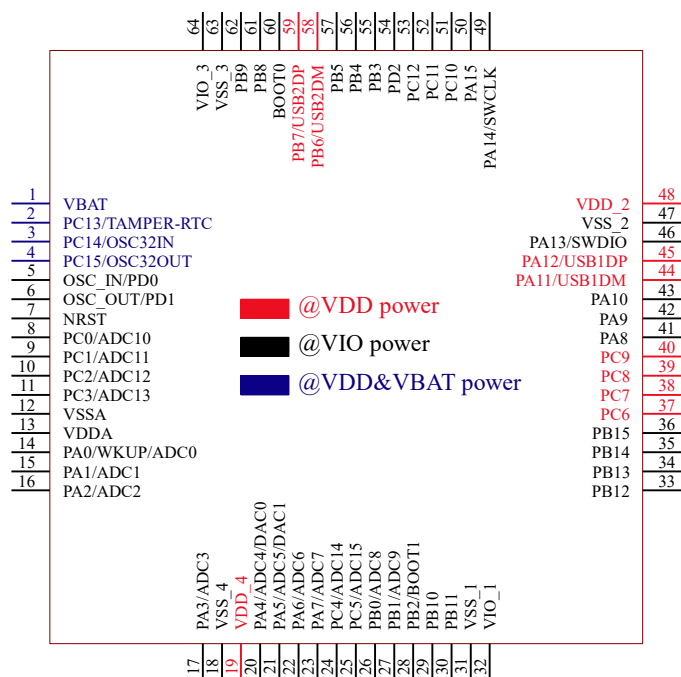 64 63 62 61 60 59 58 57 56 55 54 53 52 51 50 49
VIO_3
VSS_3
PB9
PB8
BOOT0
PB7/USB2DP
PB6/USB2DM
PB5
PB4
PB3
PD2
PC12
PC11
PC10
PA15
PA14/SWCLK
1 VBAT
2 PC13/TAMPER-RTC
3 PC14/OSC32IN
4 PC15/OSC32OUT
5 OSC_IN/PD0
6 OSC_OUT/PD1
7 NRST
8 PC0/ADC10
9 PC1/ADC11
10 PC2/ADC12
11 PC3/ADC13
12 VSSA
13 VDDA
14 PA0/WKUP/ADC0
15 PA1/ADC1
16 PA2/ADC2
@VDD power
@VIO power
@VDD&VBAT power
VDD_2 48
VSS_2 47
PA13/SWDIO 46
PA12/USB1DP 45
PA11/USB1DM 44
PA10 43
PA9 42
PA8 41
PC9 40
PC8 39
PC7 38
PC6 37
PB15 36
PB14 35
PB13 34
PB12 33
PA3/ADC3
VSS_4
VDD_4
PA4/ADC4/DAC0
PA5/ADC5/DAC1
PA6/ADC6
PA7/ADC7
PC4/ADC14
PC5/ADC15
PB0/ADC8
PB1/ADC9
PB2/BOOT1
PB10
PB11
VSS_1
VIO_1
17 18 19 20 21 22 23 24 25 26 27 28 29 30 31 32